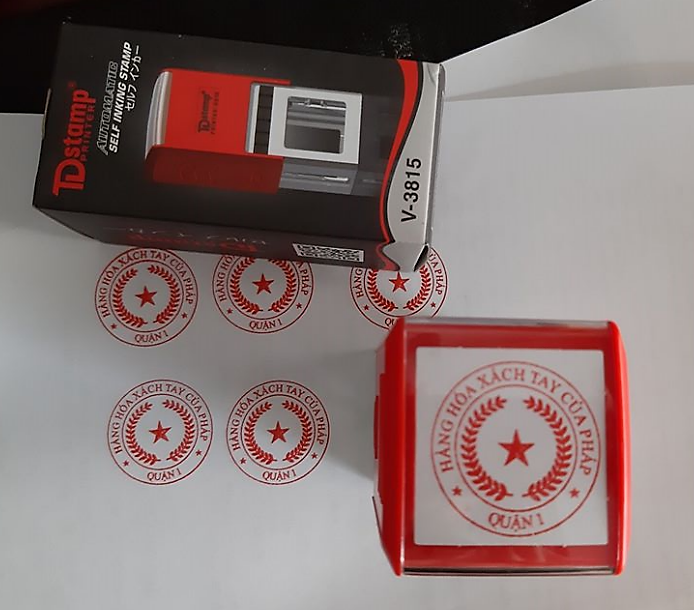 TDstamp®
PRINTER
AUTOMATIC
SELF INKING STAMP
セルフ インカー
TDstamp
V-3815
HÀNG HÓA XÁCH TAY CỦA PHÁP
QUẬN 1
HÀNG HÓA XÁCH TAY CỦA PHÁP
QUẬN 1
HÀNG HÓA XÁCH TAY CỦA PHÁP
QUẬN 1
HÀNG HÓA XÁCH TAY CỦA PHÁP
QUẬN 1
HÀNG HÓA XÁCH TAY CỦA PHÁP
QUẬN 1
HÀNG HÓA XÁCH TAY CỦA PHÁP
QUẬN 1